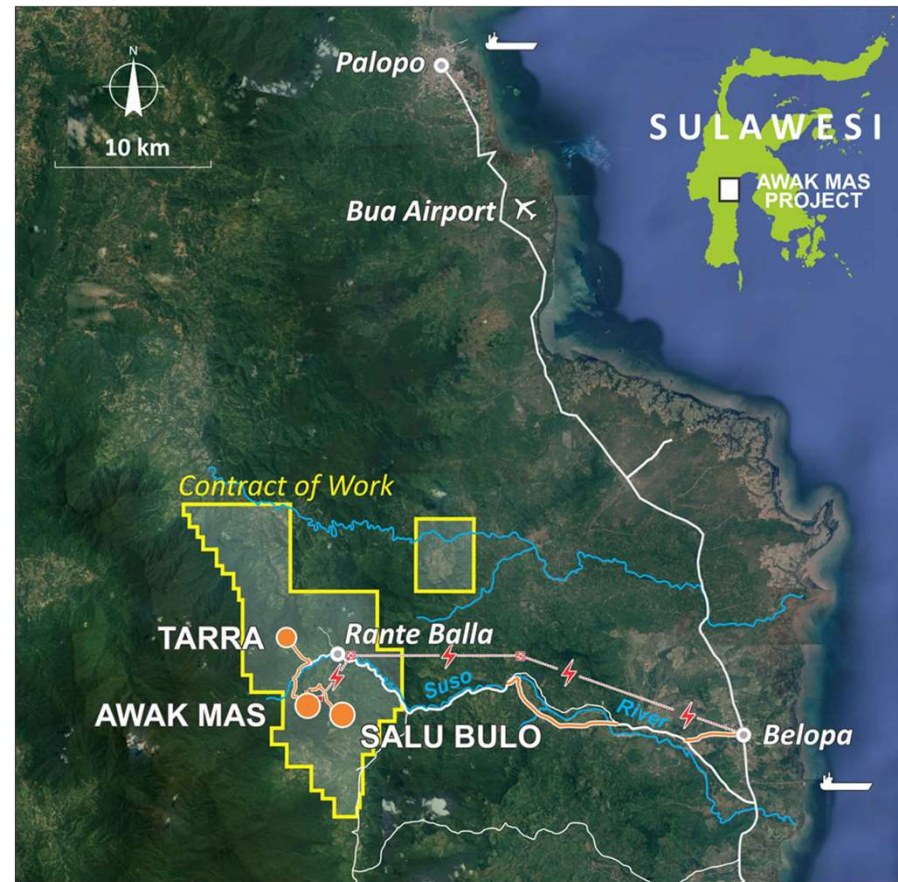 Palopo
N
10 km
SULAWESI
AWAK MAS
PROJECT
Bua Airport
Contract of Work
TARRA
Rante Balla
Suso
River
AWAK MAS
SALU BULO
Belopa